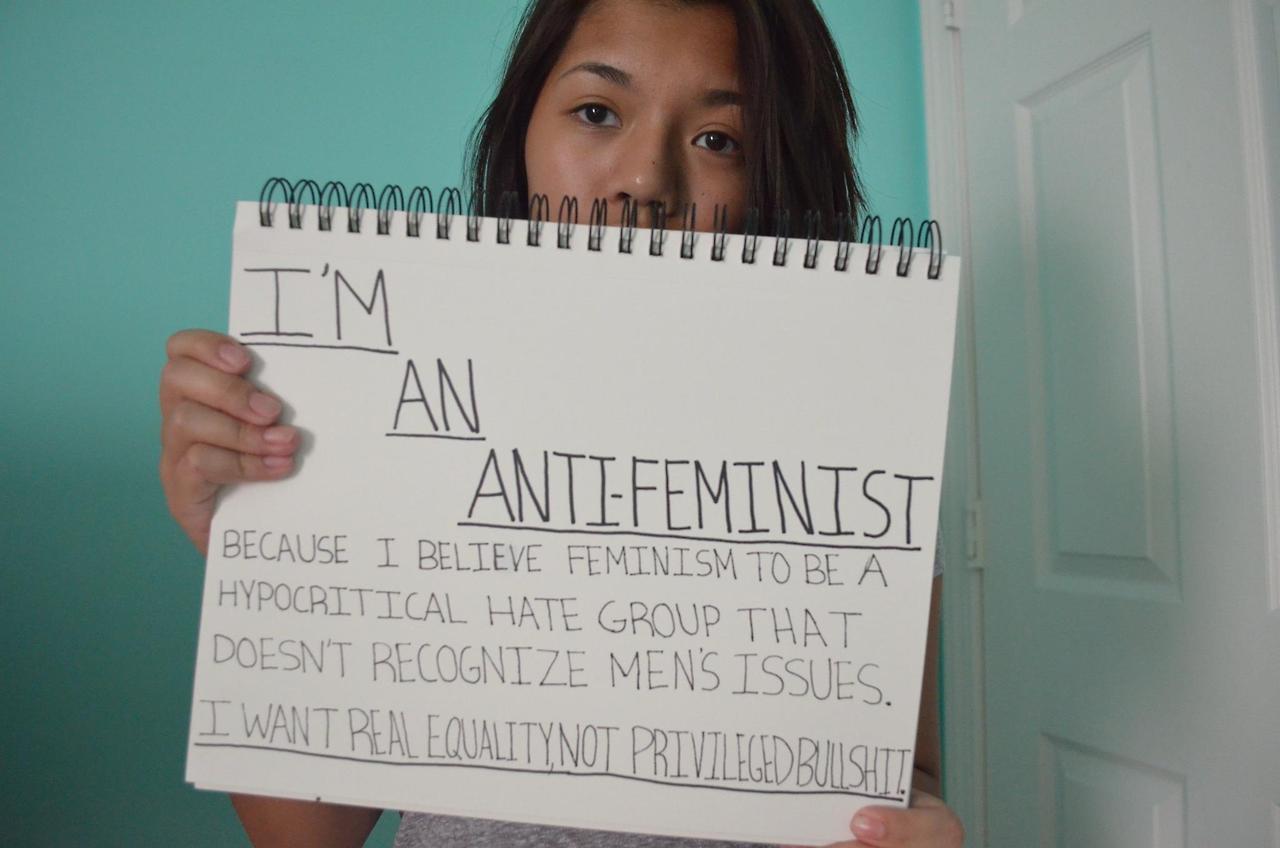 I'M
AN
ANTI-FEMINIST
BECAUSE I BELIEVE FEMINISM TO BE A
HYPOCRITICAL HATE GROUP THAT
DOESN'T RECOGNIZE MEN'S ISSUES.
I WANT REAL EQUALITY, NOT PRIVILEGED BULLSHIT.